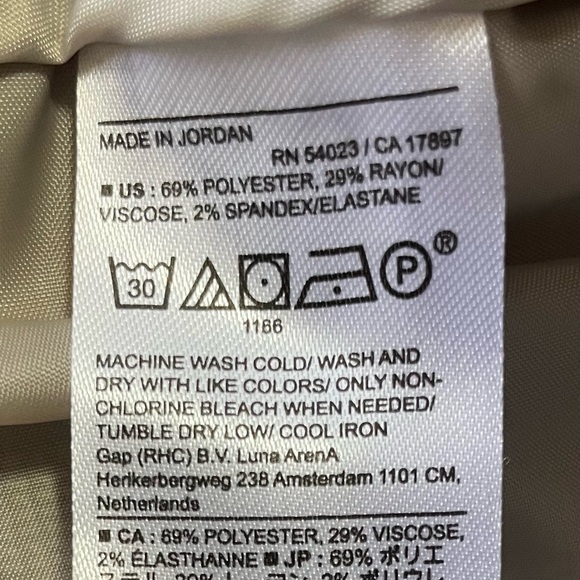 MADE IN JORDAN
RN 54023 / CA 17897
US : 69% POLYESTER, 29% RAYON/
VISCOSE, 2% SPANDEX/ELASTANE
30 P ®
1166
MACHINE WASH COLD/ WASH AND
DRY WITH LIKE COLORS/ ONLY NON-
CHLORINE BLEACH WHEN NEEDED/
TUMBLE DRY LOW/ COOL IRON
Gap (RHC) B.V. Luna ArenA
Herikerbergweg 238 Amsterdam 1101 CM,
Netherlands
CA : 69% POLYESTER, 29% VISCOSE,
2% ÉLASTHANNE JP : 69% ポリエ